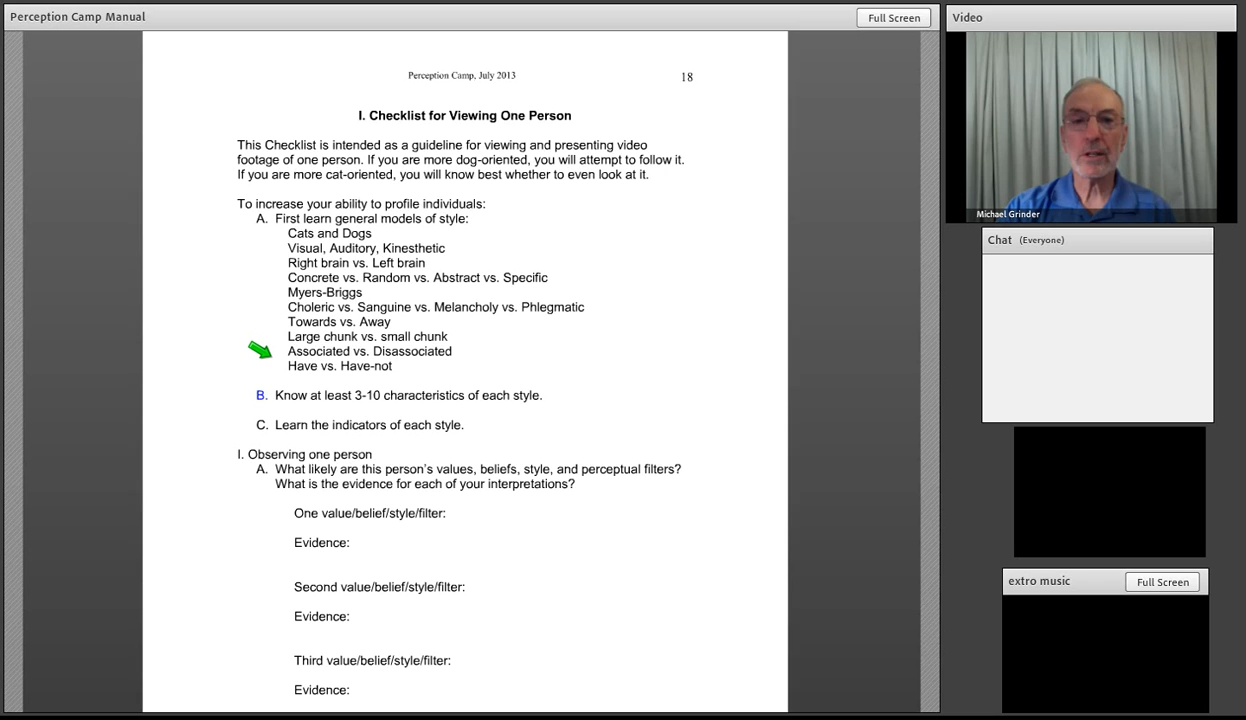 Perception Camp Manual
Full Screen
Perception Camp, July 2013
18
I. Checklist for Viewing One Person
This Checklist is intended as a guideline for viewing and presenting video
footage of one person. If you are more dog-oriented, you will attempt to follow it.
If you are more cat-oriented, you will know best whether to even look at it.
To increase your ability to profile individuals:
A. First learn general models of style:
Cats and Dogs
Visual, Auditory, Kinesthetic
Right brain vs. Left brain
Concrete vs. Random vs. Abstract vs. Specific
Myers-Briggs
Choleric vs. Sanguine vs. Melancholy vs. Phlegmatic
Towards vs. Away
Large chunk vs. small chunk
Associated vs. Disassociated
Have vs. Have-not
B. Know at least 3-10 characteristics of each style.
C. Learn the indicators of each style.
I. Observing one person
A. What likely are this person's values, beliefs, style, and perceptual filters?
What is the evidence for each of your interpretations?
One value/belief/style/filter:
Evidence:
Second value/belief/style/filter:
Evidence:
Third value/belief/style/filter:
Evidence:
Video
Michael Grinder
Chat (Everyone)
extro music
Full Screen